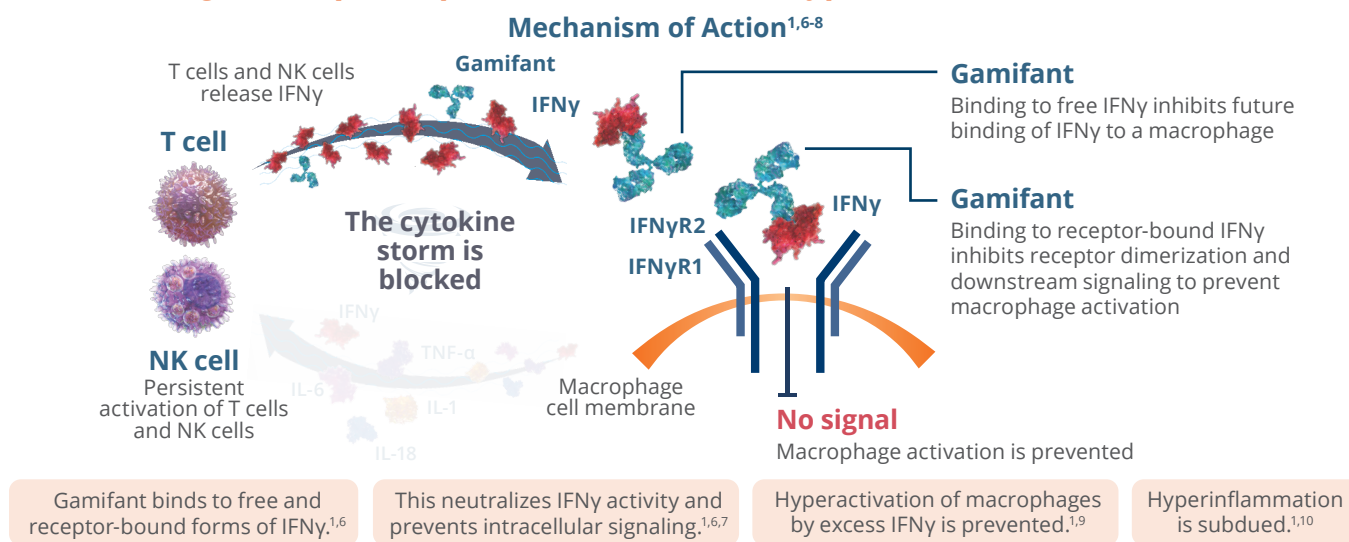 Mechanism of Action1,6-8
T cells and NK cells
release IFNγ
Gamifant
IFNγ
T cell
The cytokine
storm is
blocked
NK cell
Persistent
activation of T cells
and NK cells
IFNγ
TNF-α
IL-6
IL-1
IL-18
Gamifant
Binding to free IFNγ inhibits future
binding of IFNγ to a macrophage
Gamifant
Binding to receptor-bound IFNγ
inhibits receptor dimerization and
downstream signaling to prevent
macrophage activation
IFNγ
IFNγR2
IFNγR1
Macrophage
cell membrane
No signal
Macrophage activation is prevented
Gamifant binds to free and
receptor-bound forms of IFNγ.1,6
This neutralizes IFNγ activity and
prevents intracellular signaling.1,6,7
Hyperactivation of macrophages
by excess IFNγ is prevented.1,9
Hyperinflammation
is subdued.1,10